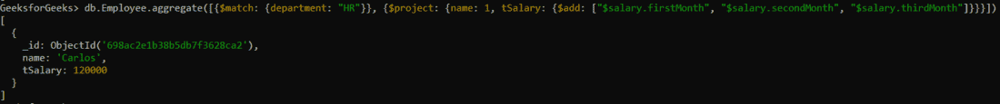 GeeksforGeeks> db.Employee.aggregate([{$match: {department: "HR"}}, {$project: {name: 1, tSalary: {$add: ["$salary.firstMonth", "$salary.secondMonth", "$salary.thirdMonth"]}}}])
[
  {
    _id: ObjectId('698ac2e1b38b5db7f3628ca2'),
    name: 'Carlos',
    tSalary: 120000
  }
]